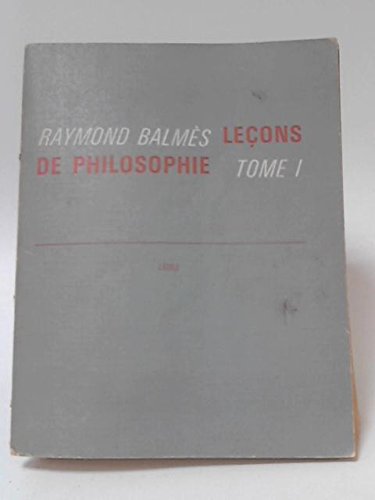 RAYMOND BALMÈS LEÇONS
DE PHILOSOPHIE TOME I